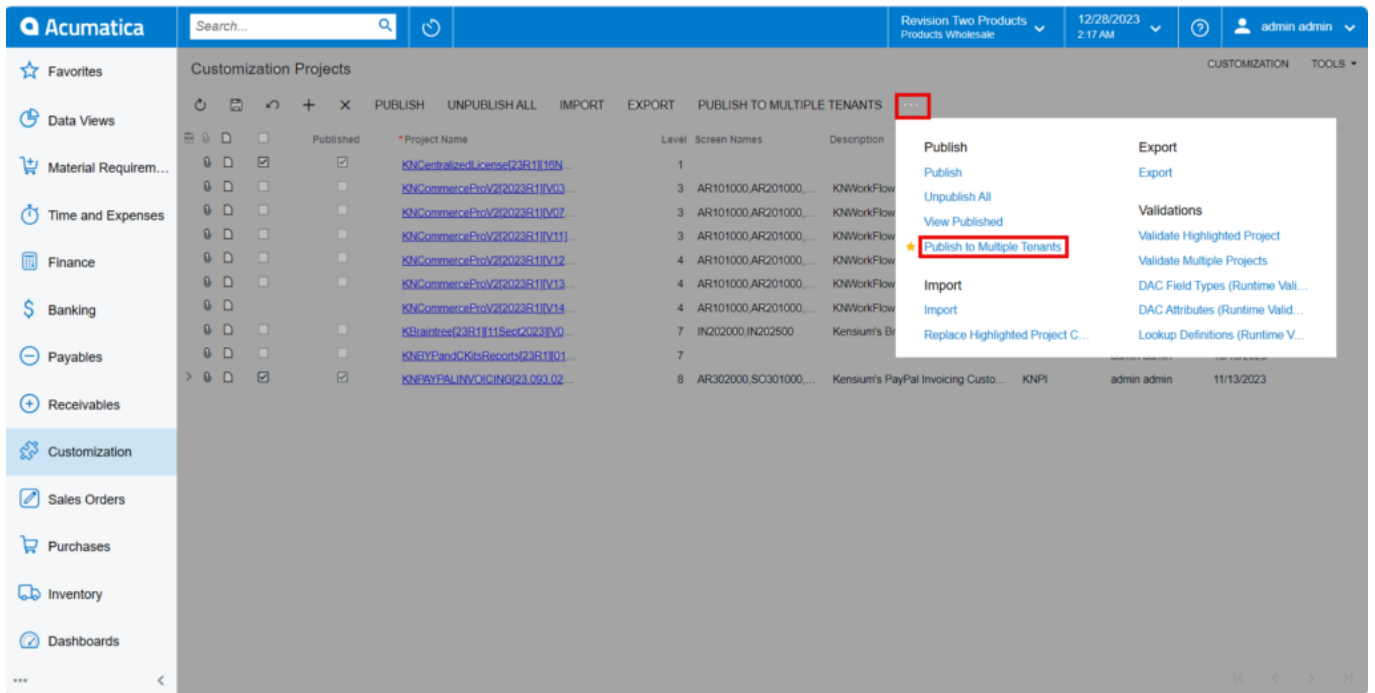 Acumatica
Search...
Revision Two Products
Products Wholesale
12/28/2023
2:17 AM
admin admin
Favorites
Data Views
Material Requirem...
Time and Expenses
Finance
Banking
Payables
Receivables
Customization
Sales Orders
Purchases
Inventory
Dashboards
Customization Projects
CUSTOMIZATION TOOLS
PUBLISH UNPUBLISH ALL IMPORT EXPORT PUBLISH TO MULTIPLE TENANTS ...
Published *Project Name Level Screen Names Description
KNCentralizedLicense[23R1][16N... 1
KNCommerceProV2[2023R1][V03... 3 AR101000,AR201000,... KNWorkFlow
KNCommerceProV2[2023R1][V07... 3 AR101000,AR201000,... KNWorkFlow
KNCommerceProV2[2023R1][V11]... 3 AR101000,AR201000,... KNWorkFlow
KNCommerceProV2[2023R1][V12... 4 AR101000,AR201000,... KNWorkFlow
KNCommerceProV2[2023R1][V13... 4 AR101000,AR201000,... KNWorkFlow
KNCommerceProV2[2023R1][V14... 4 AR101000,AR201000,... KNWorkFlow
KBraintree[23R1][11Sept2023][V0... 7 IN202000,IN202500 Kensium's Br
KNBYPandCKitsReports[23R1][01... 7
KNPAYPALINVOICING[23.093.02... 8 AR302000,SO301000,... Kensium's PayPal Invoicing Custo... KNPI admin admin 11/13/2023
Publish
Publish
Unpublish All
View Published
Publish to Multiple Tenants
Import
Import
Replace Highlighted Project C...
Export
Export
Validations
Validate Highlighted Project
Validate Multiple Projects
DAC Field Types (Runtime Vali...
DAC Attributes (Runtime Valid...
Lookup Definitions (Runtime V...